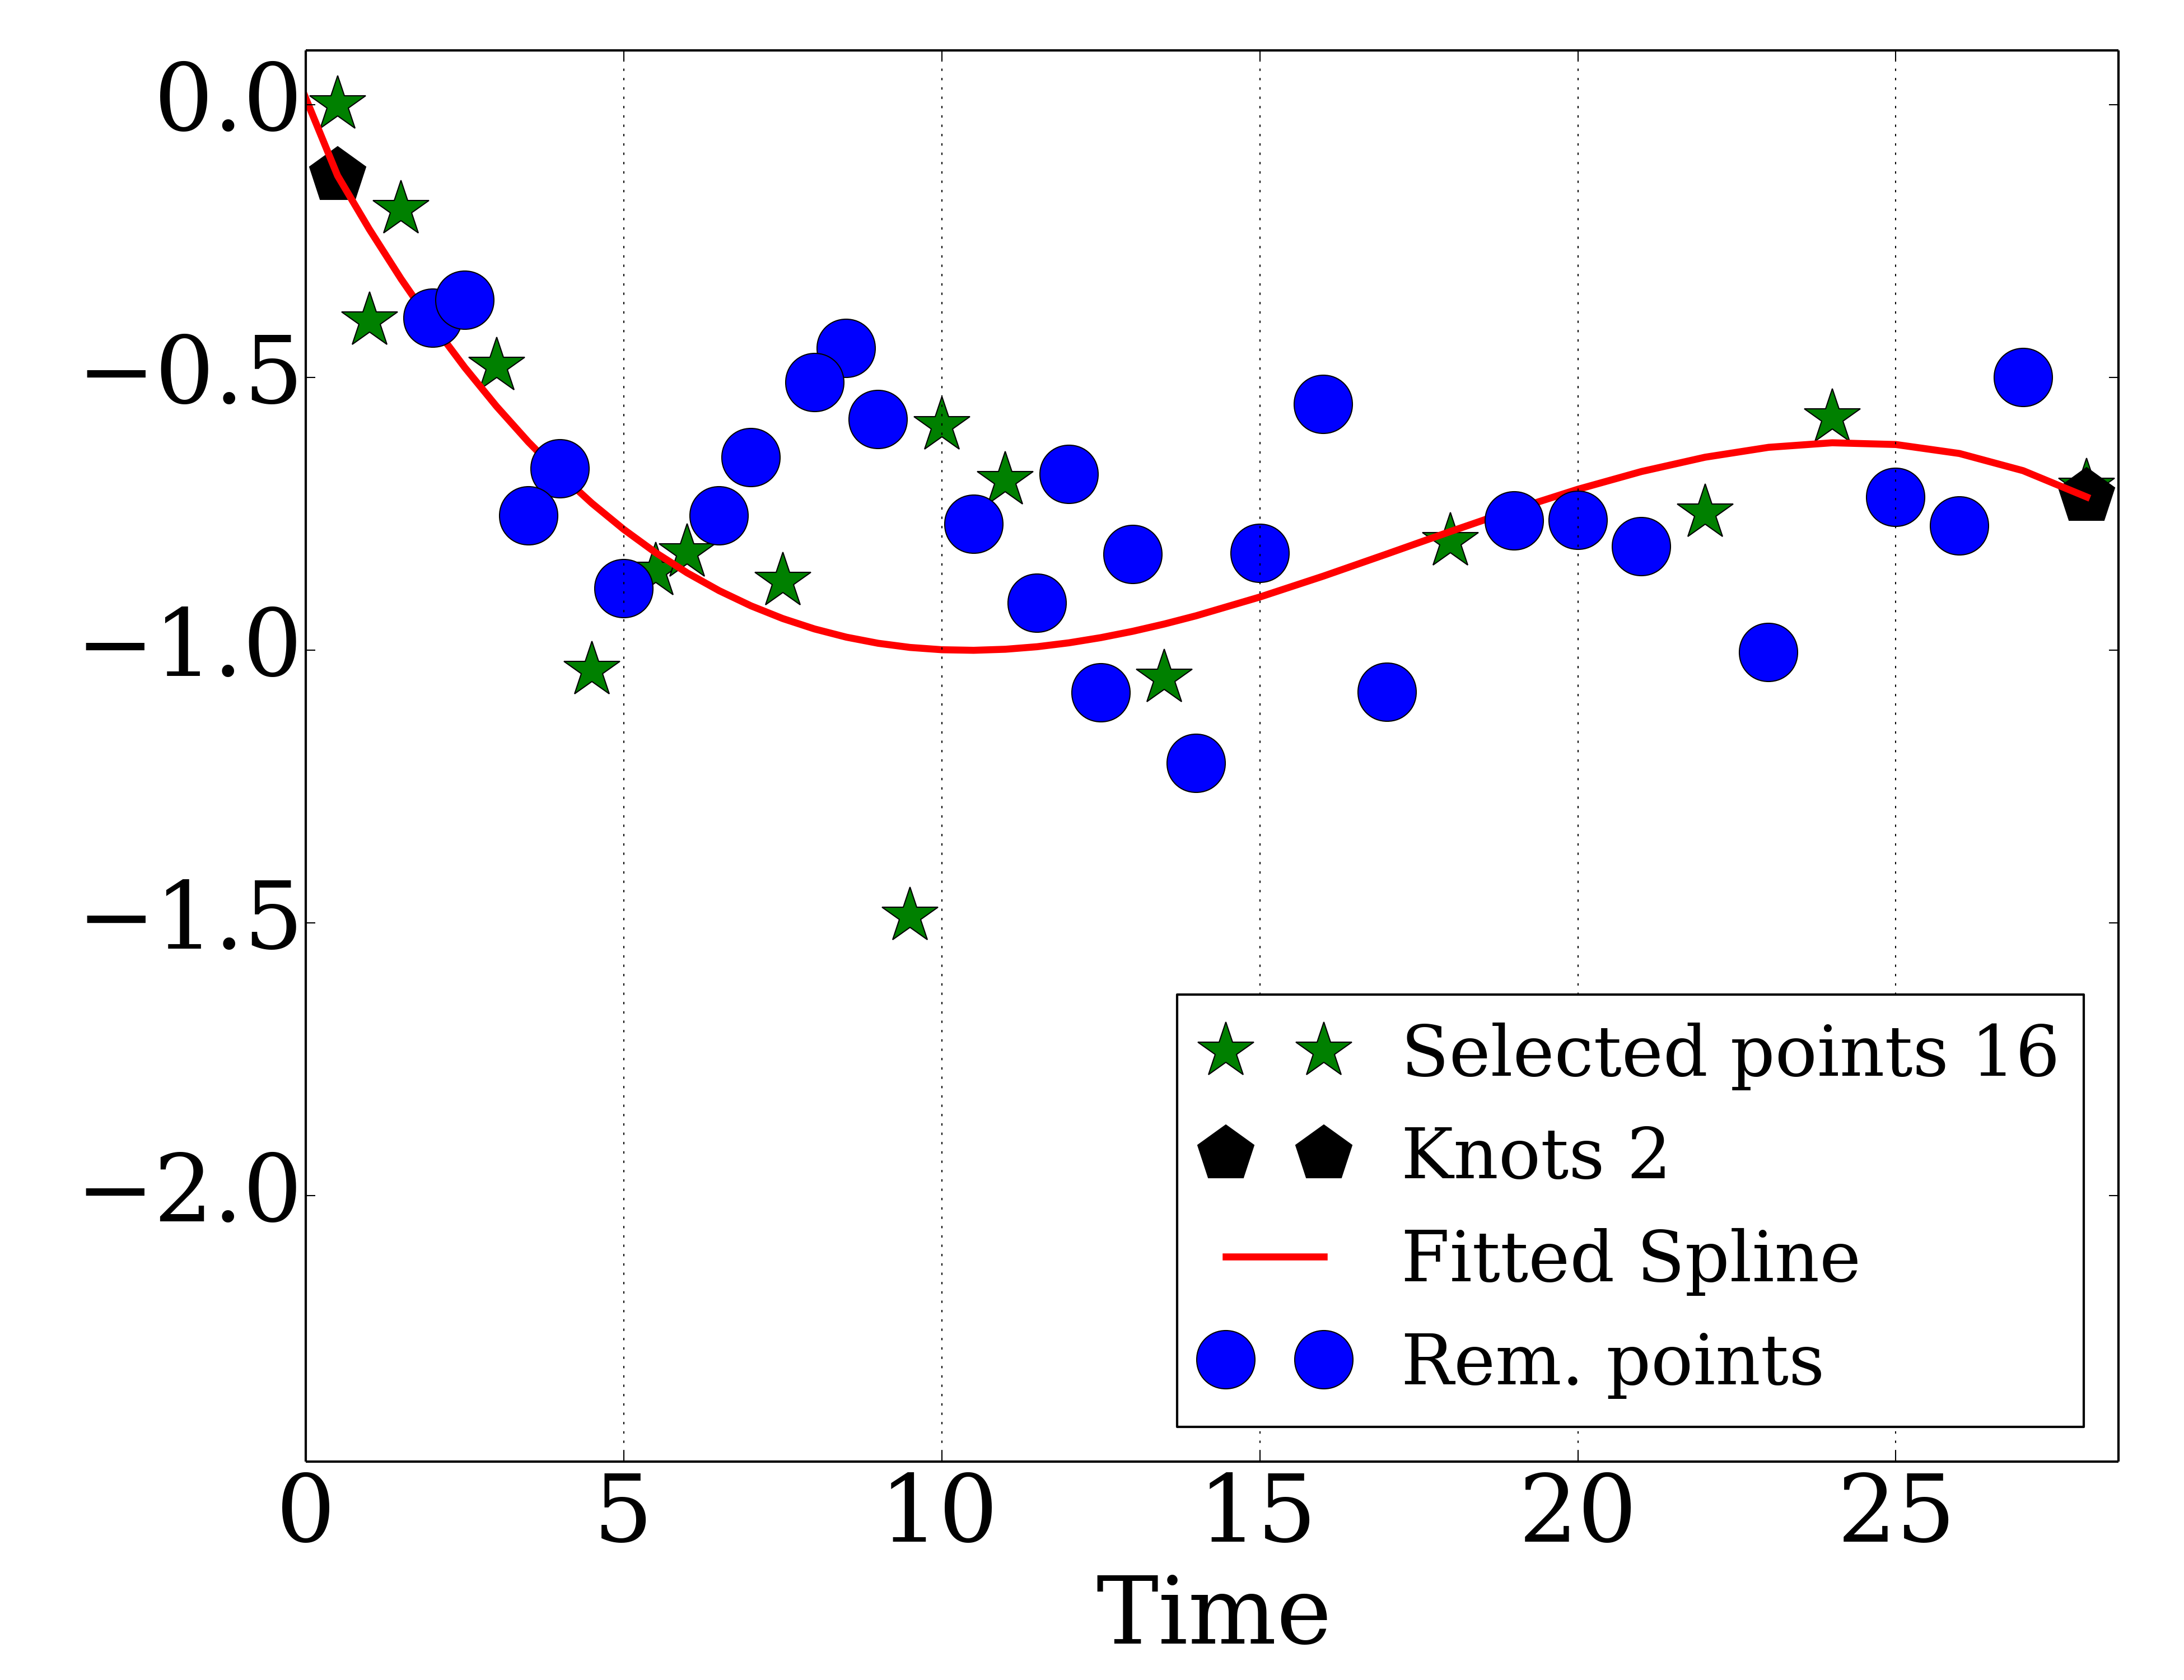 0.0
−0.5
−1.0
−1.5
−2.0
Selected points 16
Knots 2
Fitted Spline
Rem. points
0 5 10 15 20 25
Time